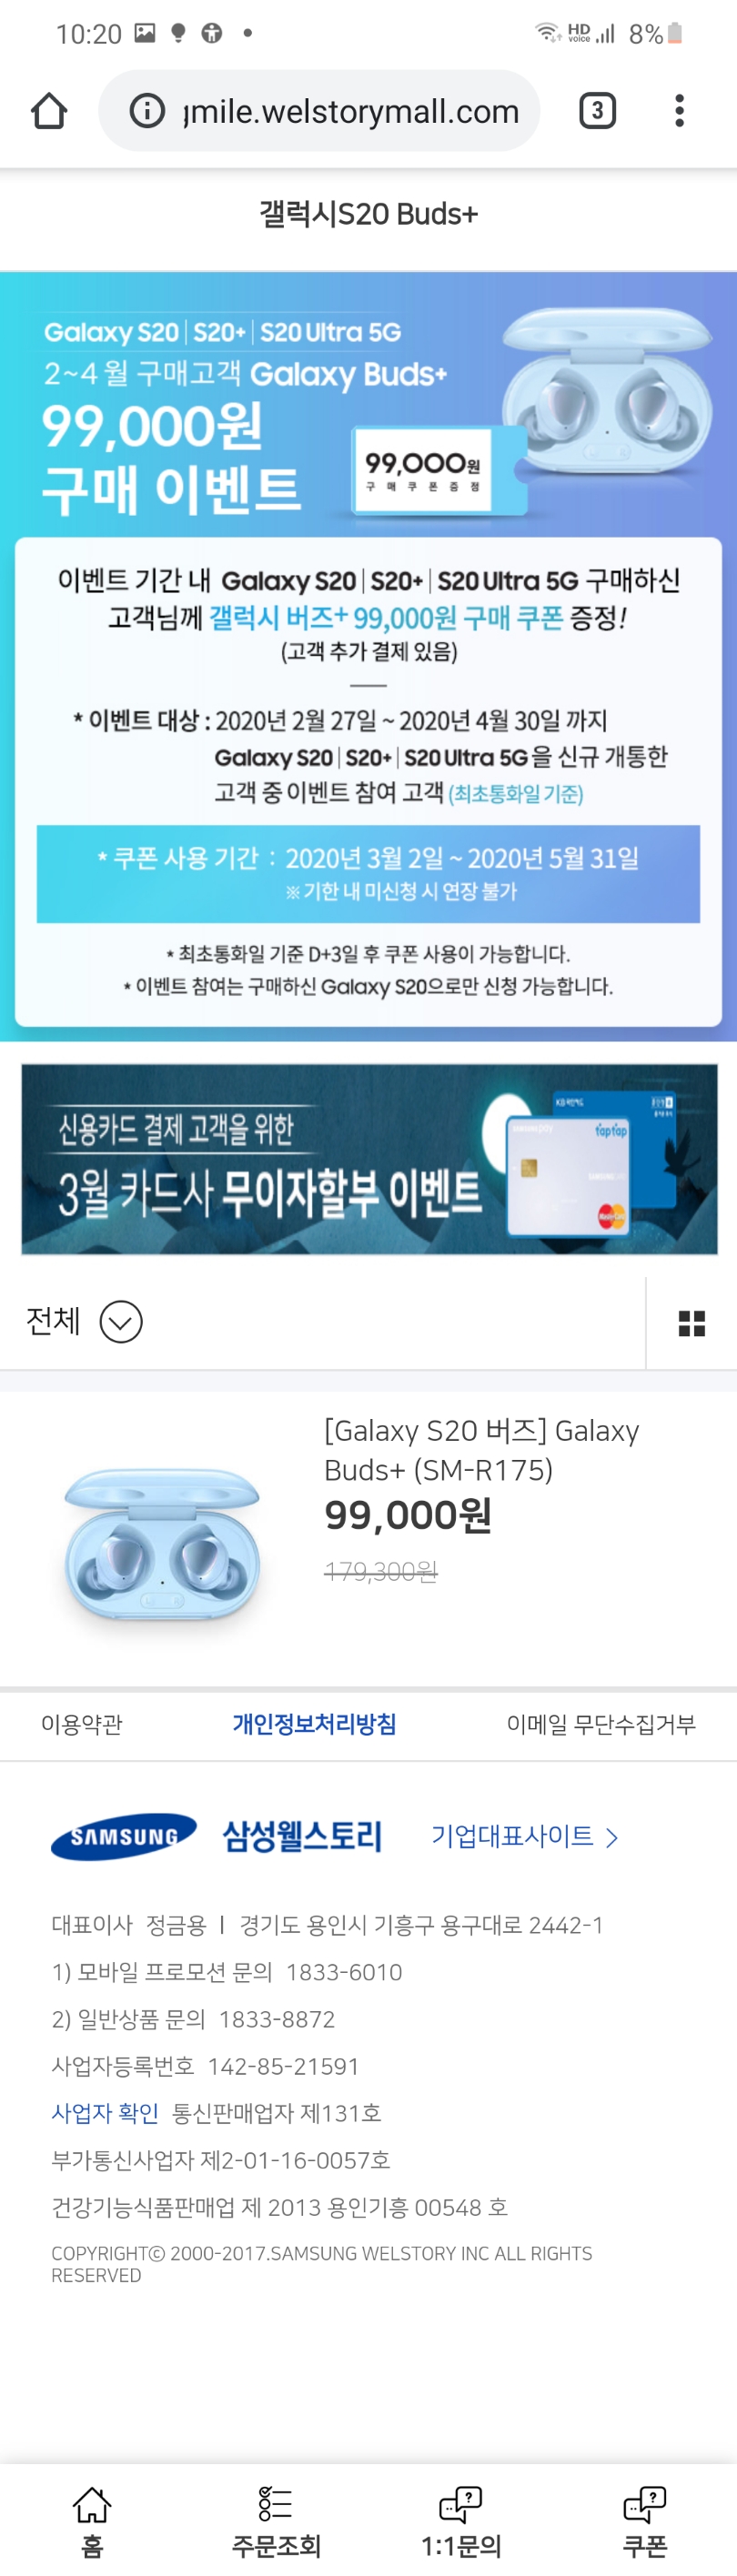 10:20
HD voice 8%
mile.welstorymall.com
3
갤럭시S20 Buds+
Galaxy S20 | S20+ | S20 Ultra 5G
2~4월 구매고객 Galaxy Buds+
99,000원
구매 이벤트
99,000원
구매쿠폰증정
이벤트 기간 내 Galaxy S20 | S20+ | S20 Ultra 5G 구매하신
고객님께 갤럭시 버즈+ 99,000원 구매 쿠폰 증정!
(고객 추가 결제 있음)
* 이벤트 대상 : 2020년 2월 27일 ~ 2020년 4월 30일 까지
Galaxy S20 | S20+ | S20 Ultra 5G을 신규 개통한
고객 중 이벤트 참여 고객 (최초통화일 기준)
* 쿠폰 사용 기간 : 2020년 3월 2일 ~ 2020년 5월 31일
※ 기한 내 미신청 시 연장 불가
* 최초통화일 기준 D+3일 후 쿠폰 사용이 가능합니다.
* 이벤트 참여는 구매하신 Galaxy S20으로만 신청 가능합니다.
신용카드 결제 고객을 위한
3월 카드사 무이자할부 이벤트
KB국민카드
SAMSUNG pay
taptap
MasterCard
전체
[Galaxy S20 버즈] Galaxy
Buds+ (SM-R175)
99,000원
179,300원
이용약관 개인정보처리방침 이메일 무단수집거부
SAMSUNG 삼성웰스토리 기업대표사이트 >
대표이사 정금용 | 경기도 용인시 기흥구 용구대로 2442-1
1) 모바일 프로모션 문의 1833-6010
2) 일반상품 문의 1833-8872
사업자등록번호 142-85-21591
사업자 확인 통신판매업자 제131호
부가통신사업자 제2-01-16-0057호
건강기능식품판매업 제 2013 용인기흥 00548 호
COPYRIGHTⓒ 2000-2017.SAMSUNG WELSTORY INC ALL RIGHTS
RESERVED
홈 주문조회 1:1문의 쿠폰